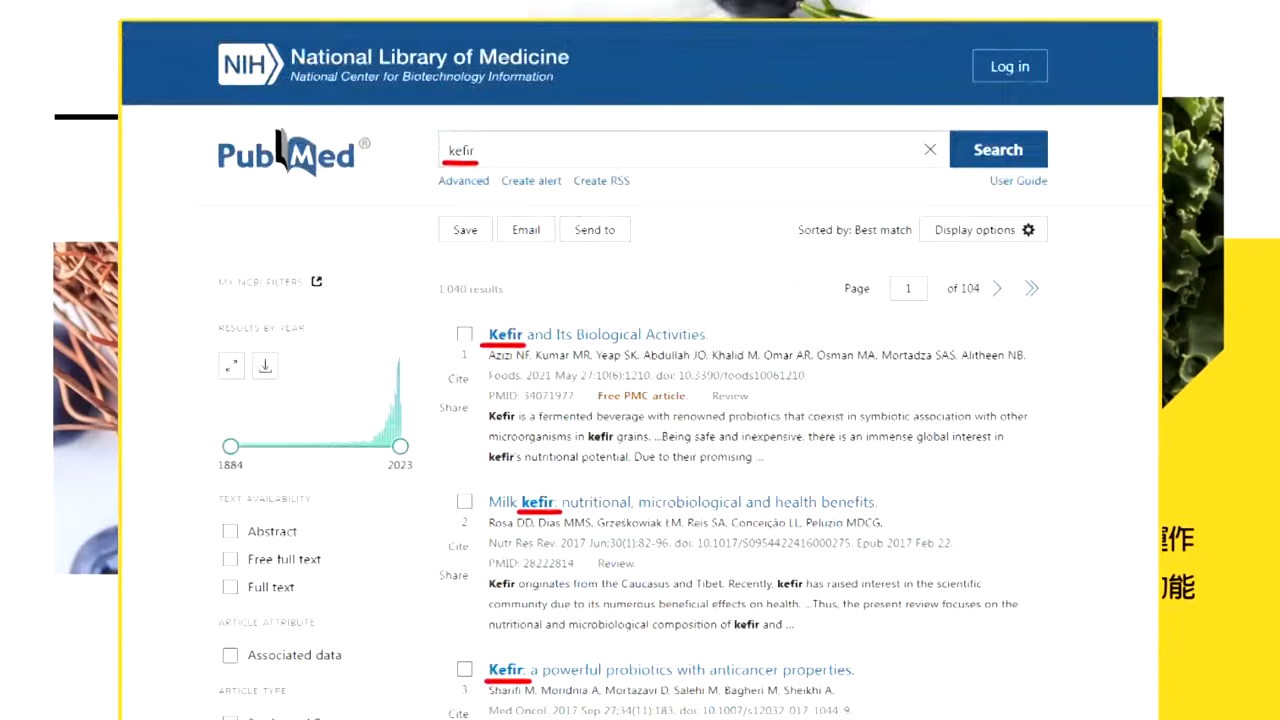 NIH National Library of Medicine
National Center for Biotechnology Information
Log in
PubMed®
kefir
Search
Advanced Create alert Create RSS
User Guide
Save Email Send to
Sorted by: Best match Display options
MY NCBI FILTERS
1,040 results
Page 1 of 104
RESULTS BY YEAR
1884 2023
TEXT AVAILABILITY
Abstract
Free full text
Full text
ARTICLE ATTRIBUTE
Associated data
ARTICLE TYPE
Kefir and Its Biological Activities.
1
Cite
Share
Azizi NF, Kumar MR, Yeap SK, Abdullah JO, Khalid M, Omar AR, Osman MA, Mortadza SAS, Alitheen NB.
Foods. 2021 May 27;10(6):1210. doi: 10.3390/foods10061210.
PMID: 34071977 Free PMC article. Review.
Kefir is a fermented beverage with renowned probiotics that coexist in symbiotic association with other
microorganisms in kefir grains. ...Being safe and inexpensive, there is an immense global interest in
kefir's nutritional potential. Due to their promising ...
Milk kefir: nutritional, microbiological and health benefits.
2
Cite
Share
Rosa DD, Dias MMS, Grześkowiak ŁM, Reis SA, Conceição LL, Peluzio MDCG.
Nutr Res Rev. 2017 Jun;30(1):82-96. doi: 10.1017/S0954422416000275. Epub 2017 Feb 22.
PMID: 28222814 Review.
Kefir originates from the Caucasus and Tibet. Recently, kefir has raised interest in the scientific
community due to its numerous beneficial effects on health. ...Thus, the present review focuses on the
nutritional and microbiological composition of kefir and ...
Kefir: a powerful probiotics with anticancer properties.
3
Cite
Sharifi M, Moridnia A, Mortazavi D, Salehi M, Bagheri M, Sheikhi A.
Med Oncol. 2017 Sep 27;34(11):183. doi: 10.1007/s12032-017-1044-9.
運作
功能